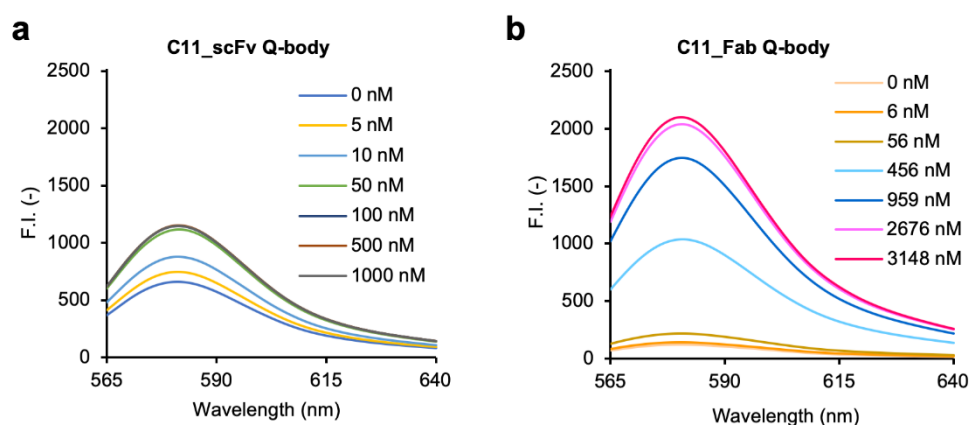 a
C11_scFv Q-body
2500
2000
1500
1000
500
0
F.I. (-)
0 nM
5 nM
10 nM
50 nM
100 nM
500 nM
1000 nM
565
590
615
640
Wavelength (nm)
b
C11_Fab Q-body
2500
2000
1500
1000
500
0
F.I. (-)
0 nM
6 nM
56 nM
456 nM
959 nM
2676 nM
3148 nM
565
590
615
640
Wavelength (nm)